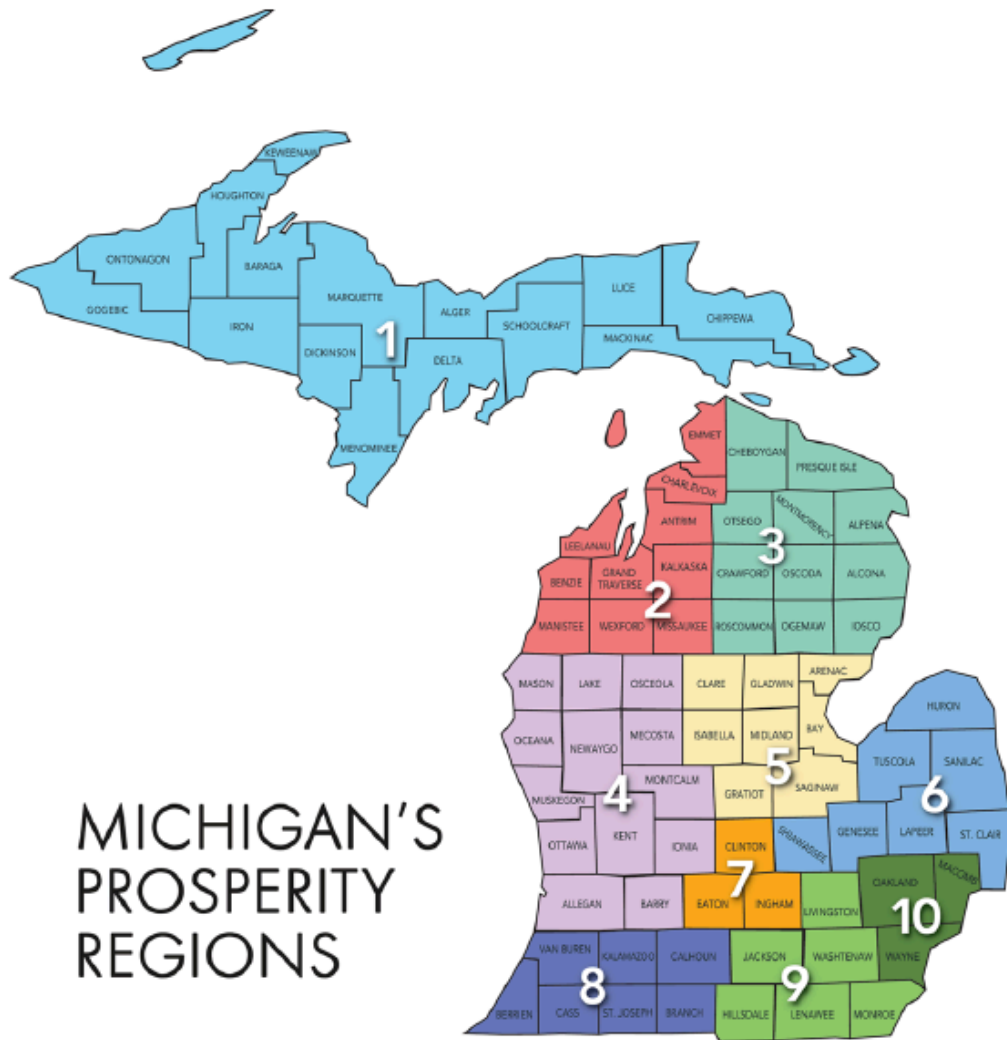 KEWEENAW
HOUGHTON
ONTONAGON
BARAGA
GOGEBIC
IRON
MARQUETTE
ALGER
LUCE
SCHOOLCRAFT
CHIPPEWA
MACKINAC
DICKINSON
1
DELTA
MENOMINEE
EMMET
CHEBOYGAN
PRESQUE ISLE
CHARLEVOIX
ANTRIM
OTSEGO
MONTMORENCY
ALPENA
3
LEELANAU
BENZIE
GRAND
TRAVERSE
KALKASKA
CRAWFORD
OSCODA
ALCONA
2
MANISTEE
WEXFORD
MISSAUKEE
ROSCOMMON
OGEMAW
IOSCO
MASON
LAKE
OSCEOLA
CLARE
GLADWIN
ARENAC
HURON
OCEANA
NEWAYGO
MECOSTA
ISABELLA
MIDLAND
BAY
TUSCOLA
SANILAC
5
MONTCALM
GRATIOT
SAGINAW
6
MUSKEGON
4
KENT
OTTAWA
IONIA
CLINTON
SHIAWASSEE
GENESEE
LAPEER
ST. CLAIR
7
ALLEGAN
BARRY
EATON
INGHAM
LIVINGSTON
OAKLAND
MACOMB
10
VAN BUREN
KALAMAZOO
CALHOUN
JACKSON
WASHTENAW
WAYNE
8
9
BERRIEN
CASS
ST. JOSEPH
BRANCH
HILLSDALE
LENAWEE
MONROE
MICHIGAN'S
PROSPERITY
REGIONS